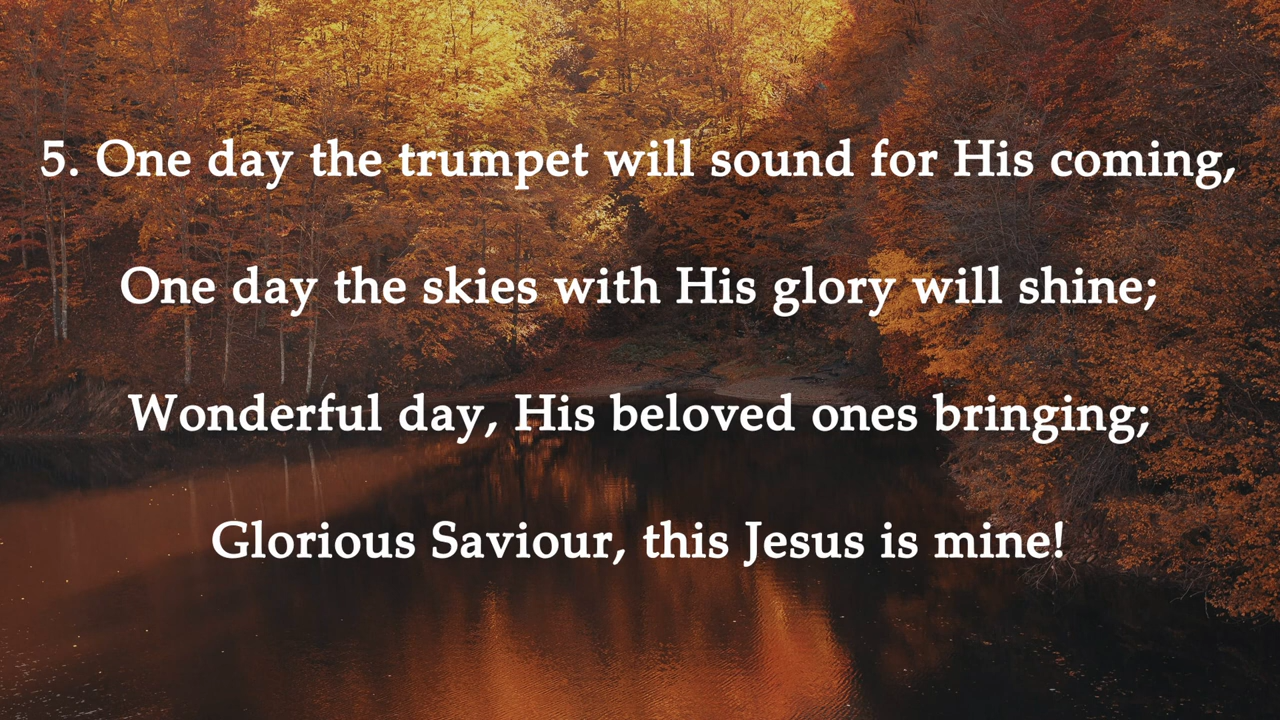 5. One day the trumpet will sound for His coming,
One day the skies with His glory will shine;
Wonderful day, His beloved ones bringing;
Glorious Saviour, this Jesus is mine!